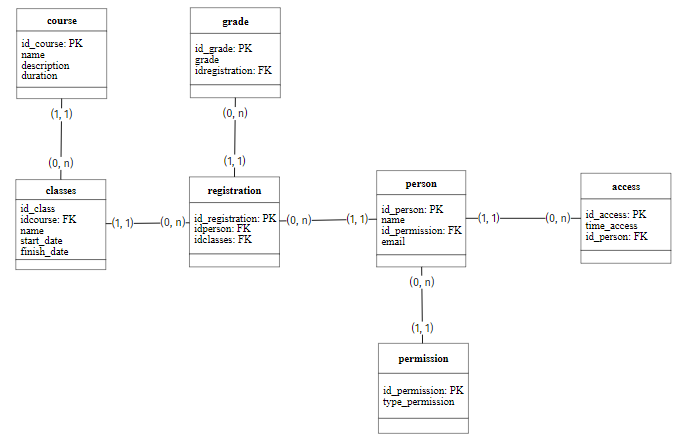 course
id_course: PK
name
description
duration
grade
id_grade: PK
grade
idregistration: FK
(1, 1)
(0, n)
(0, n)
(1, 1)
classes
id_class
idcourse: FK
name
start_date
finish_date
(1, 1)
(0, n)
registration
id_registration: PK
idperson: FK
idclasses: FK
(0, n)
(1, 1)
person
id_person: PK
name
id_permission: FK
email
(1, 1)
(0, n)
access
id_access: PK
time_access
id_person: FK
(0, n)
(1, 1)
permission
id_permission: PK
type_permission